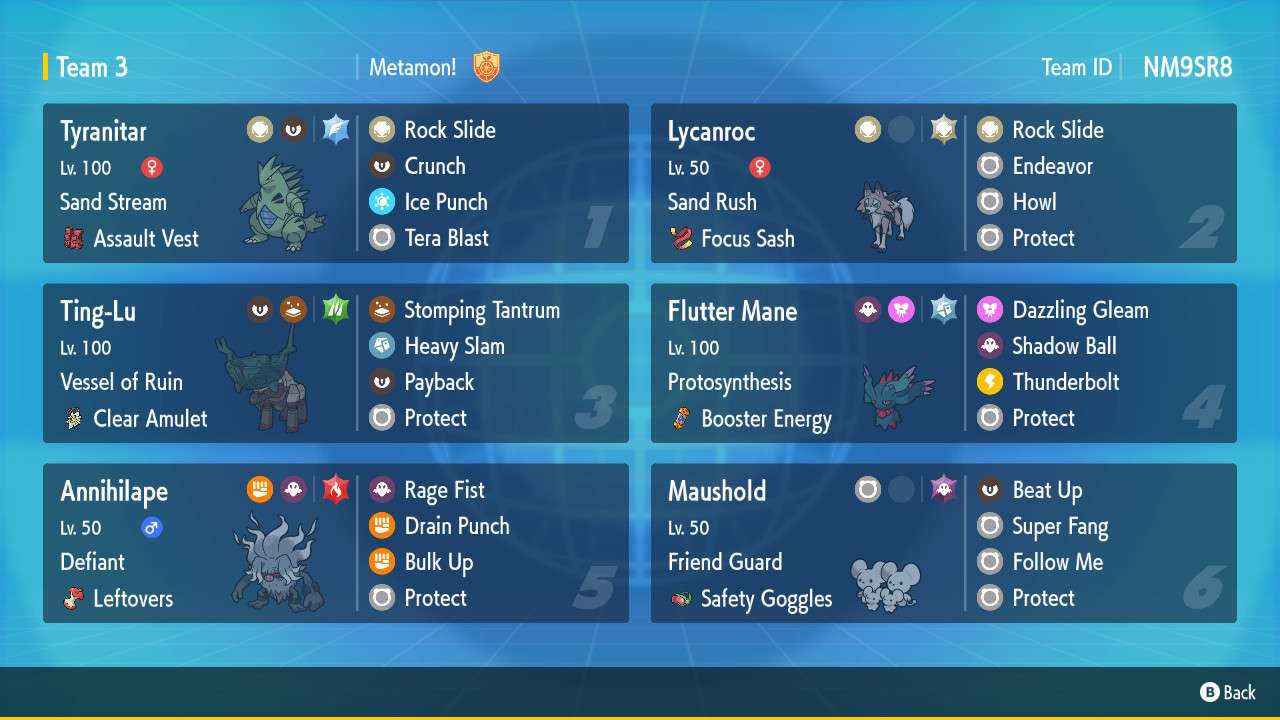 Team 3
Metamon!
Team ID NM9SR8
Tyranitar
Lv. 100
Sand Stream
Assault Vest
Rock Slide
Crunch
Ice Punch
Tera Blast
1
Lycanroc
Lv. 50
Sand Rush
Focus Sash
Rock Slide
Endeavor
Howl
Protect
2
Ting-Lu
Lv. 100
Vessel of Ruin
Clear Amulet
Stomping Tantrum
Heavy Slam
Payback
Protect
3
Flutter Mane
Lv. 100
Protosynthesis
Booster Energy
Dazzling Gleam
Shadow Ball
Thunderbolt
Protect
4
Annihilape
Lv. 50
Defiant
Leftovers
Rage Fist
Drain Punch
Bulk Up
Protect
5
Maushold
Lv. 50
Friend Guard
Safety Goggles
Beat Up
Super Fang
Follow Me
Protect
6
B Back